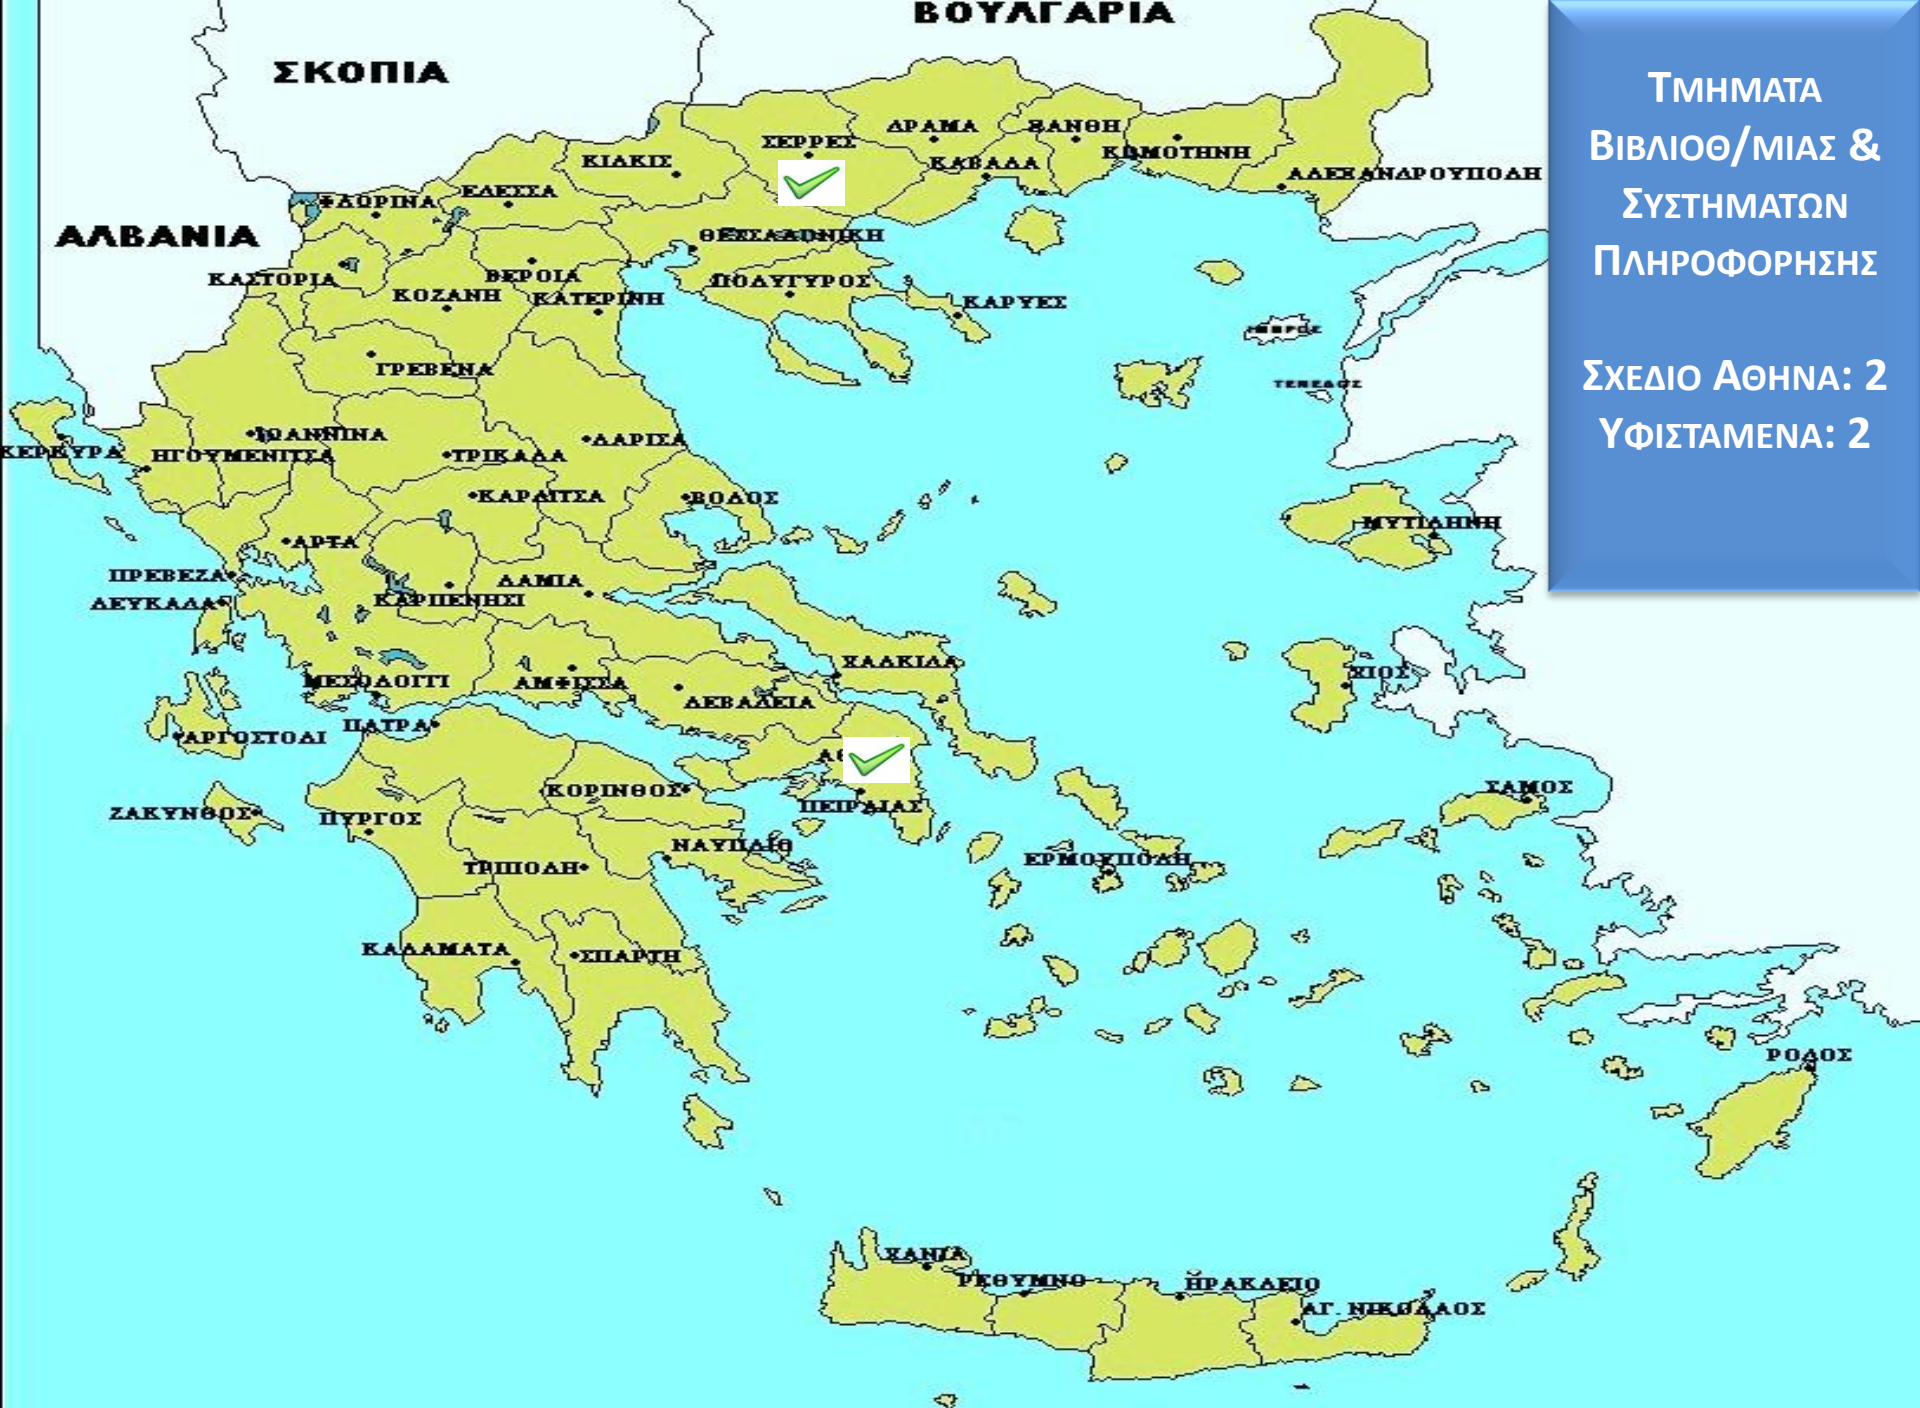 ΒΟΥΛΓΑΡΙΑ
ΣΚΟΠΙΑ
ΑΛΒΑΝΙΑ
ΤΜΗΜΑΤΑ
ΒΙΒΛΙΟΘ/ΜΙΑΣ &
ΣΥΣΤΗΜΑΤΩΝ
ΠΛΗΡΟΦΟΡΗΣΗΣ
ΣΧΕΔΙΟ ΑΘΗΝΑ: 2
ΥΦΙΣΤΑΜΕΝΑ: 2
ΔΡΑΜΑ
ΞΑΝΘΗ
ΣΕΡΡΕΣ
ΚΙΛΚΙΣ
ΚΑΒΑΛΑ
ΚΟΜΟΤΗΝΗ
ΑΛΕΞΑΝΔΡΟΥΠΟΛΗ
ΕΔΕΣΣΑ
ΦΛΩΡΙΝΑ
ΘΕΣΣΑΛΟΝΙΚΗ
ΚΑΣΤΟΡΙΑ
ΒΕΡΟΙΑ
ΠΟΛΥΓΥΡΟΣ
ΚΟΖΑΝΗ
ΚΑΤΕΡΙΝΗ
ΚΑΡΥΕΣ
ΓΡΕΒΕΝΑ
ΤΕΝΕΔΟΣ
ΙΩΑΝΝΙΝΑ
ΛΑΡΙΣΑ
ΚΕΡΚΥΡΑ
ΗΓΟΥΜΕΝΙΤΣΑ
ΤΡΙΚΑΛΑ
ΚΑΡΔΙΤΣΑ
ΒΟΛΟΣ
ΜΥΤΙΛΗΝΗ
ΑΡΤΑ
ΠΡΕΒΕΖΑ
ΛΑΜΙΑ
ΛΕΥΚΑΔΑ
ΚΑΡΠΕΝΗΣΙ
ΧΑΛΚΙΔΑ
ΧΙΟΣ
ΜΕΣΟΛΟΓΓΙ
ΑΜΦΙΣΣΑ
ΛΕΒΑΔΕΙΑ
ΠΑΤΡΑ
ΑΡΓΟΣΤΟΛΙ
ΚΟΡΙΝΘΟΣ
ΠΕΙΡΑΙΑΣ
ΣΑΜΟΣ
ΖΑΚΥΝΘΟΣ
ΠΥΡΓΟΣ
ΝΑΥΠΛΙΟ
ΕΡΜΟΥΠΟΛΗ
ΤΡΙΠΟΛΗ
ΚΑΛΑΜΑΤΑ
ΣΠΑΡΤΗ
ΡΟΔΟΣ
ΧΑΝΙΑ
ΡΕΘΥΜΝΟ
ΗΡΑΚΛΕΙΟ
ΑΓ. ΝΙΚΟΛΑΟΣ